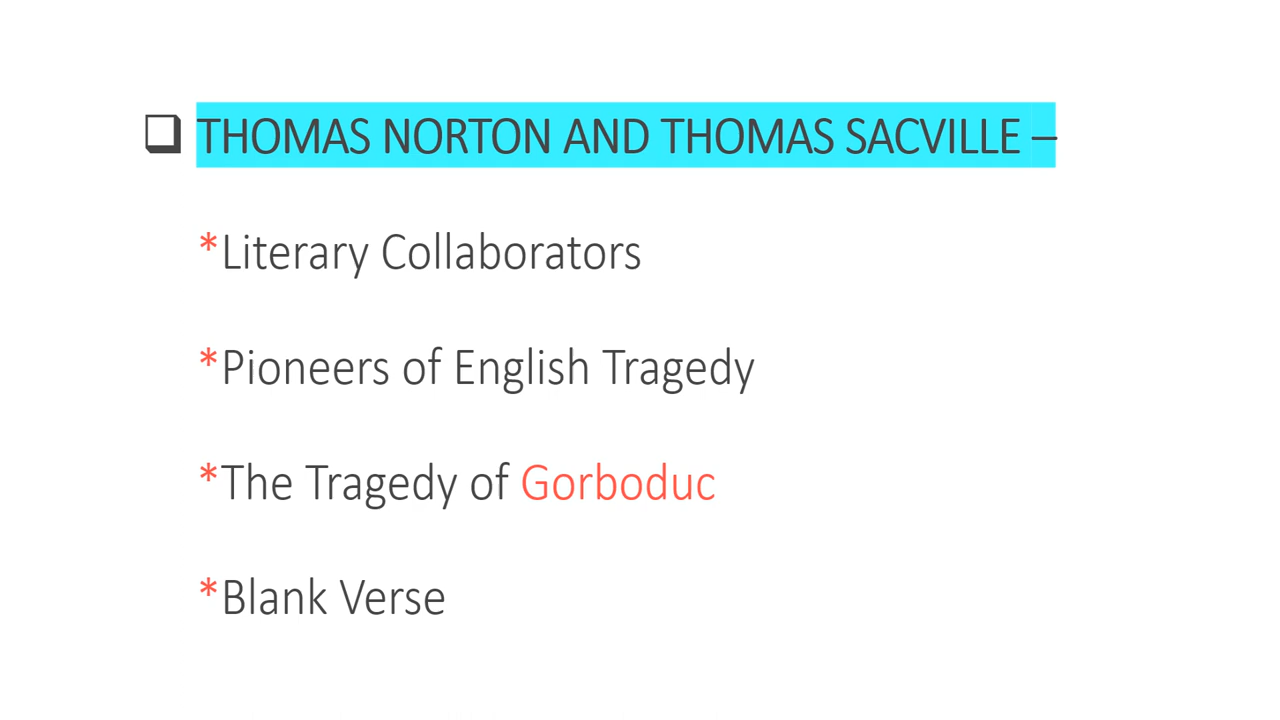 ❑ THOMAS NORTON AND THOMAS SACVILLE –
*Literary Collaborators
*Pioneers of English Tragedy
*The Tragedy of Gorboduc
*Blank Verse